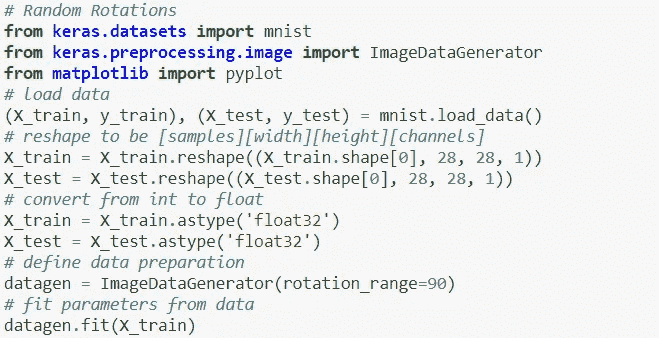 # Random Rotations
from keras.datasets import mnist
from keras.preprocessing.image import ImageDataGenerator
from matplotlib import pyplot
# load data
(X_train, y_train), (X_test, y_test) = mnist.load_data()
# reshape to be [samples][width][height][channels]
X_train = X_train.reshape((X_train.shape[0], 28, 28, 1))
X_test = X_test.reshape((X_test.shape[0], 28, 28, 1))
# convert from int to float
X_train = X_train.astype('float32')
X_test = X_test.astype('float32')
# define data preparation
datagen = ImageDataGenerator(rotation_range=90)
# fit parameters from data
datagen.fit(X_train)